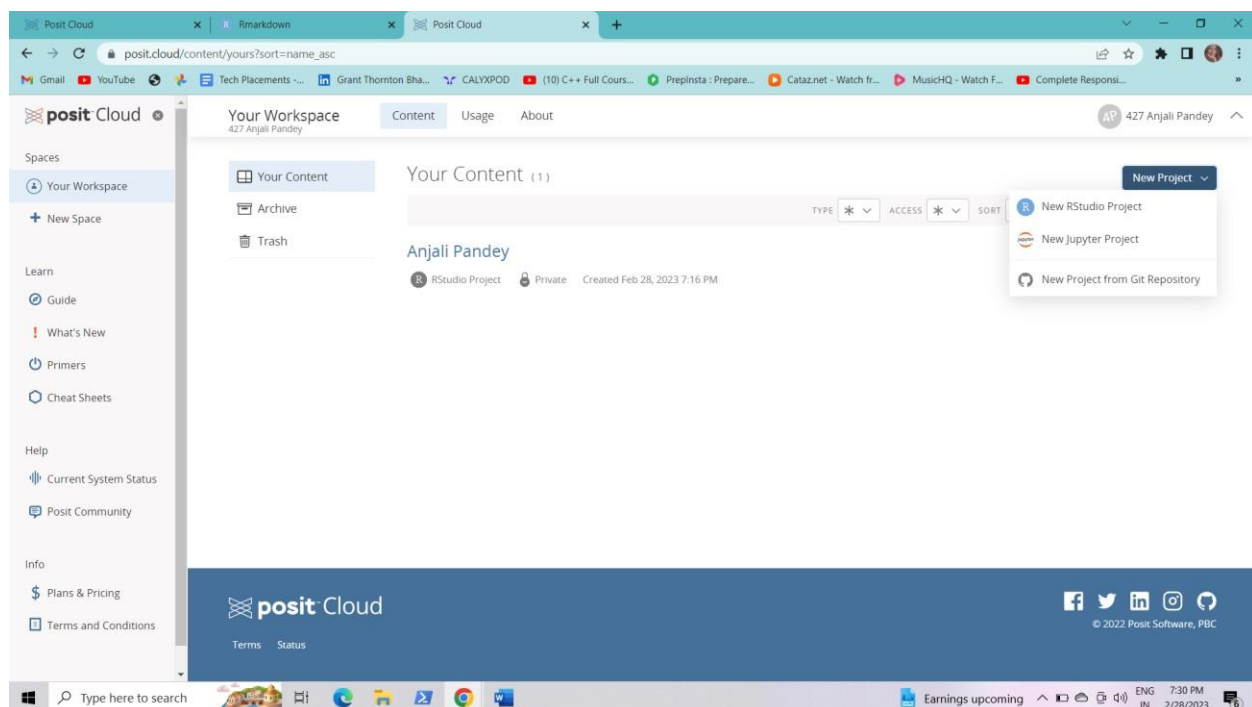 Posit Cloud
Rmarkdown
Posit Cloud
posit.cloud/content/yours?sort=name_asc
Gmail
YouTube
Tech Placements -...
Grant Thornton Bha...
CALYXPOD
(10) C++ Full Cours...
PrepInsta : Prepare...
Cataz.net - Watch fr...
MusicHQ - Watch F...
Complete Responsi...
»
posit Cloud
Spaces
Your Workspace
New Space
Learn
Guide
What's New
Primers
Cheat Sheets
Help
Current System Status
Posit Community
Info
Plans & Pricing
Terms and Conditions
Your Workspace
427 Anjali Pandey
Content Usage About
AP 427 Anjali Pandey
Your Content
Archive
Trash
Your Content (1)
New Project
TYPE ACCESS SORT
New RStudio Project
New Jupyter Project
New Project from Git Repository
Anjali Pandey
RStudio Project Private Created Feb 28, 2023 7:16 PM
posit Cloud
Terms Status
© 2022 Posit Software, PBC
Type here to search
Earnings upcoming
ENG
IN
7:30 PM
2/28/2023
6